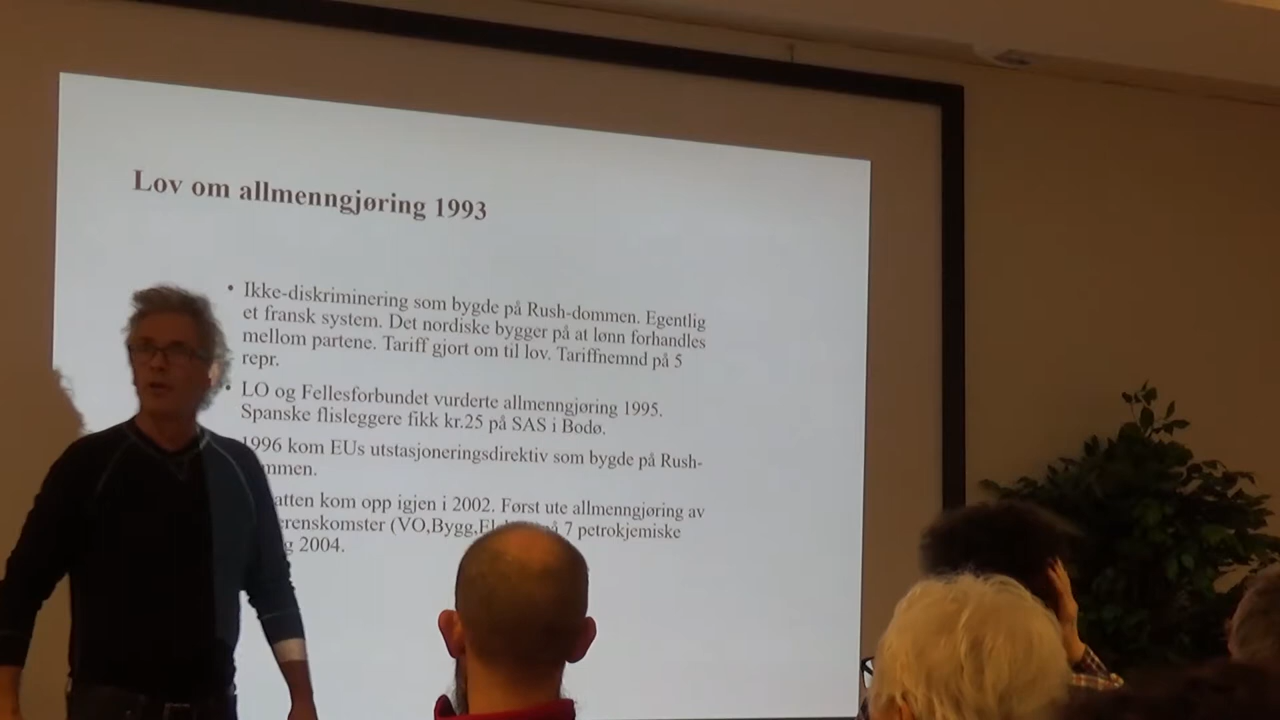 Lov om allmenngjøring 1993
• Ikke-diskriminering som bygde på Rush-dommen. Egentlig
et fransk system. Det nordiske bygger på at lønn forhandles
mellom partene. Tariff gjort om til lov. Tariffnemnd på 5
repr.
• LO og Fellesforbundet vurderte allmenngjøring 1995.
Spanske flisleggere fikk kr.25 på SAS i Bodø.
1996 kom EUs utstasjoneringsdirektiv som bygde på Rush-
mmen.
atten kom opp igjen i 2002. Først ute allmenngjøring av
erenskomster (VO,Bygg, 7 petrokjemiske
g 2004.